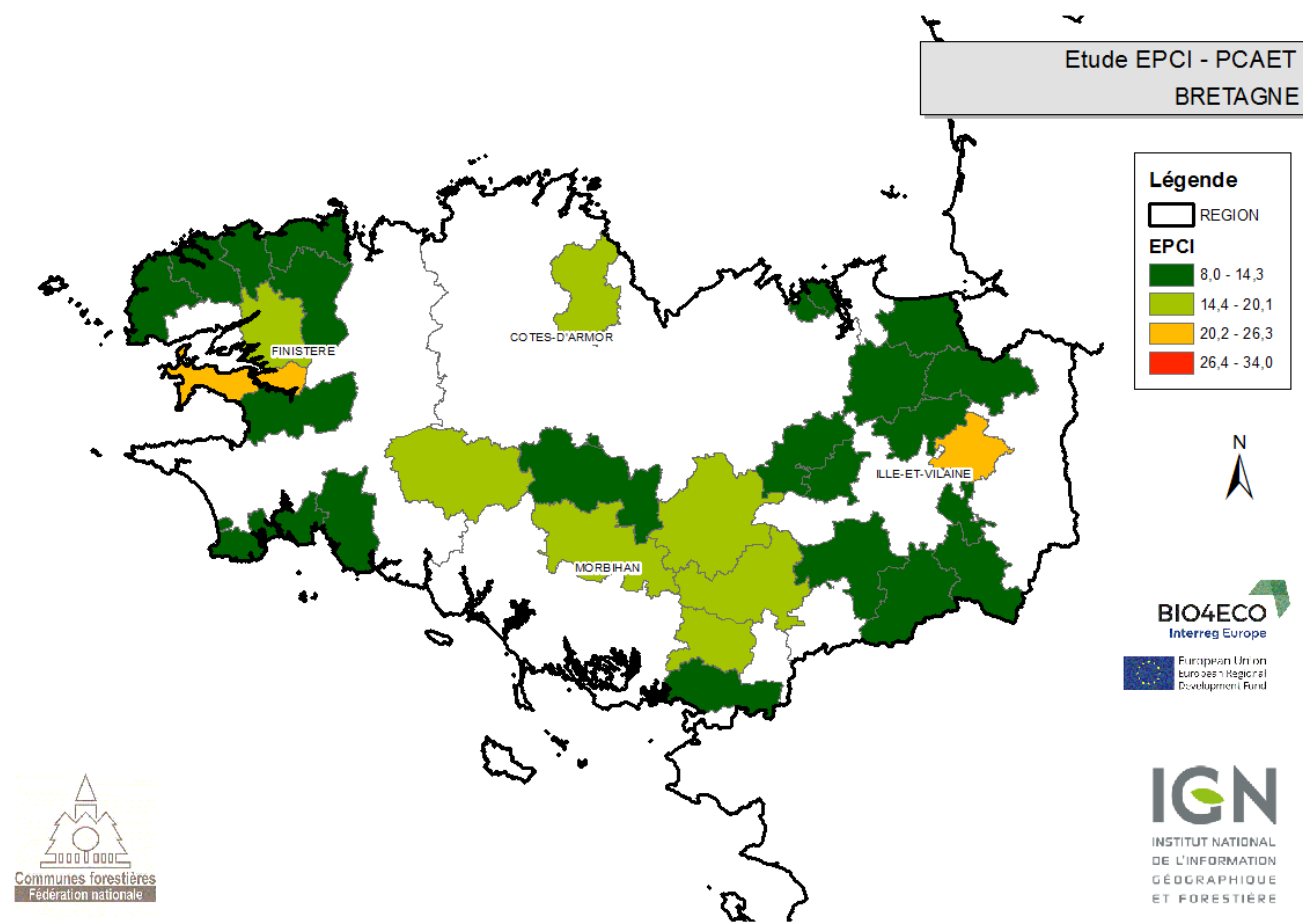 Etude EPCI - PCAET
BRETAGNE
Légende
REGION
EPCI
8,0 - 14,3
14,4 - 20,1
20,2 - 26,3
26,4 - 34,0
COTES-D'ARMOR
FINISTERE
ILLE-ET-VILAINE
MORBIHAN
N
BIO4ECO
Interreg Europe
European Union
European Regional
Development Fund
IGN
INSTITUT NATIONAL
DE L'INFORMATION
GÉOGRAPHIQUE
ET FORESTIÈRE
Communes forestières
Fédération nationale